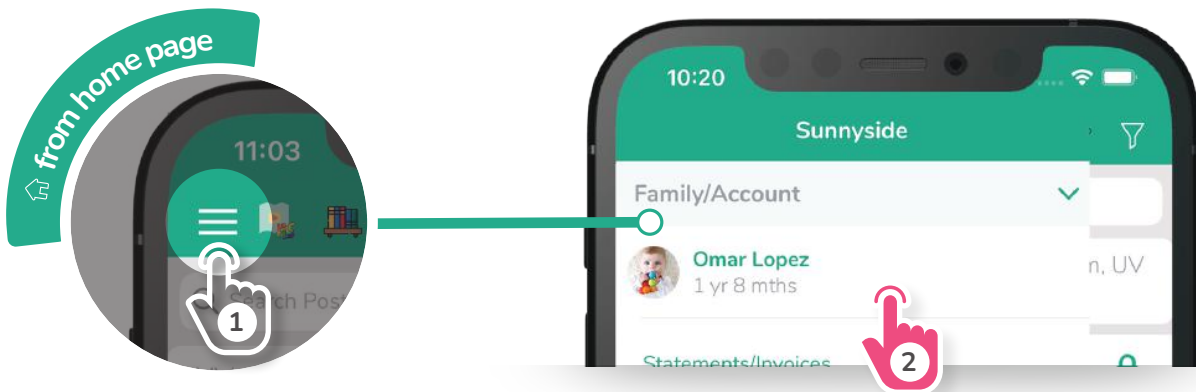 from home page
11:03
Search Post
1
10:20
Sunnyside
Family/Account
Omar Lopez
1 yr 8 mths
n, UV
Statements/Invoices
2